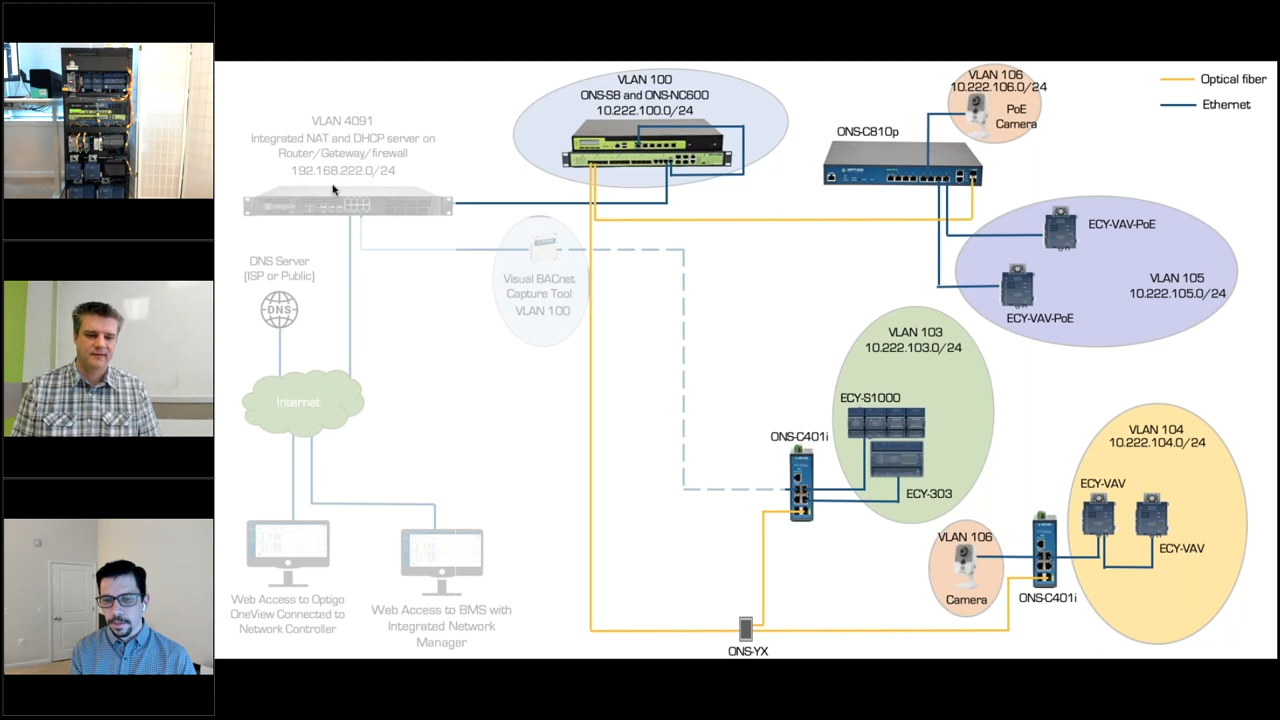 VLAN 4091
Integrated NAT and DHCP server on
Router/Gateway/firewall
192.168.222.0/24
VLAN 100
ONS-S8 and ONS-NC600
10.222.100.0/24
VLAN 106
10.222.106.0/24
PoE
Camera
Optical fiber
Ethernet
ONS-C810p
ECY-VAV-PoE
VLAN 105
10.222.105.0/24
ECY-VAV-PoE
DNS Server
(ISP or Public)
DNS
Visual BACnet
Capture Tool
VLAN 100
Internet
VLAN 103
10.222.103.0/24
ECY-S1000
ONS-C401i
ECY-303
VLAN 104
10.222.104.0/24
ECY-VAV
ECY-VAV
VLAN 106
Camera
ONS-C401i
Web Access to Optigo
OneView Connected to
Network Controller
Web Access to BMS with
Integrated Network
Manager
ONS-YX